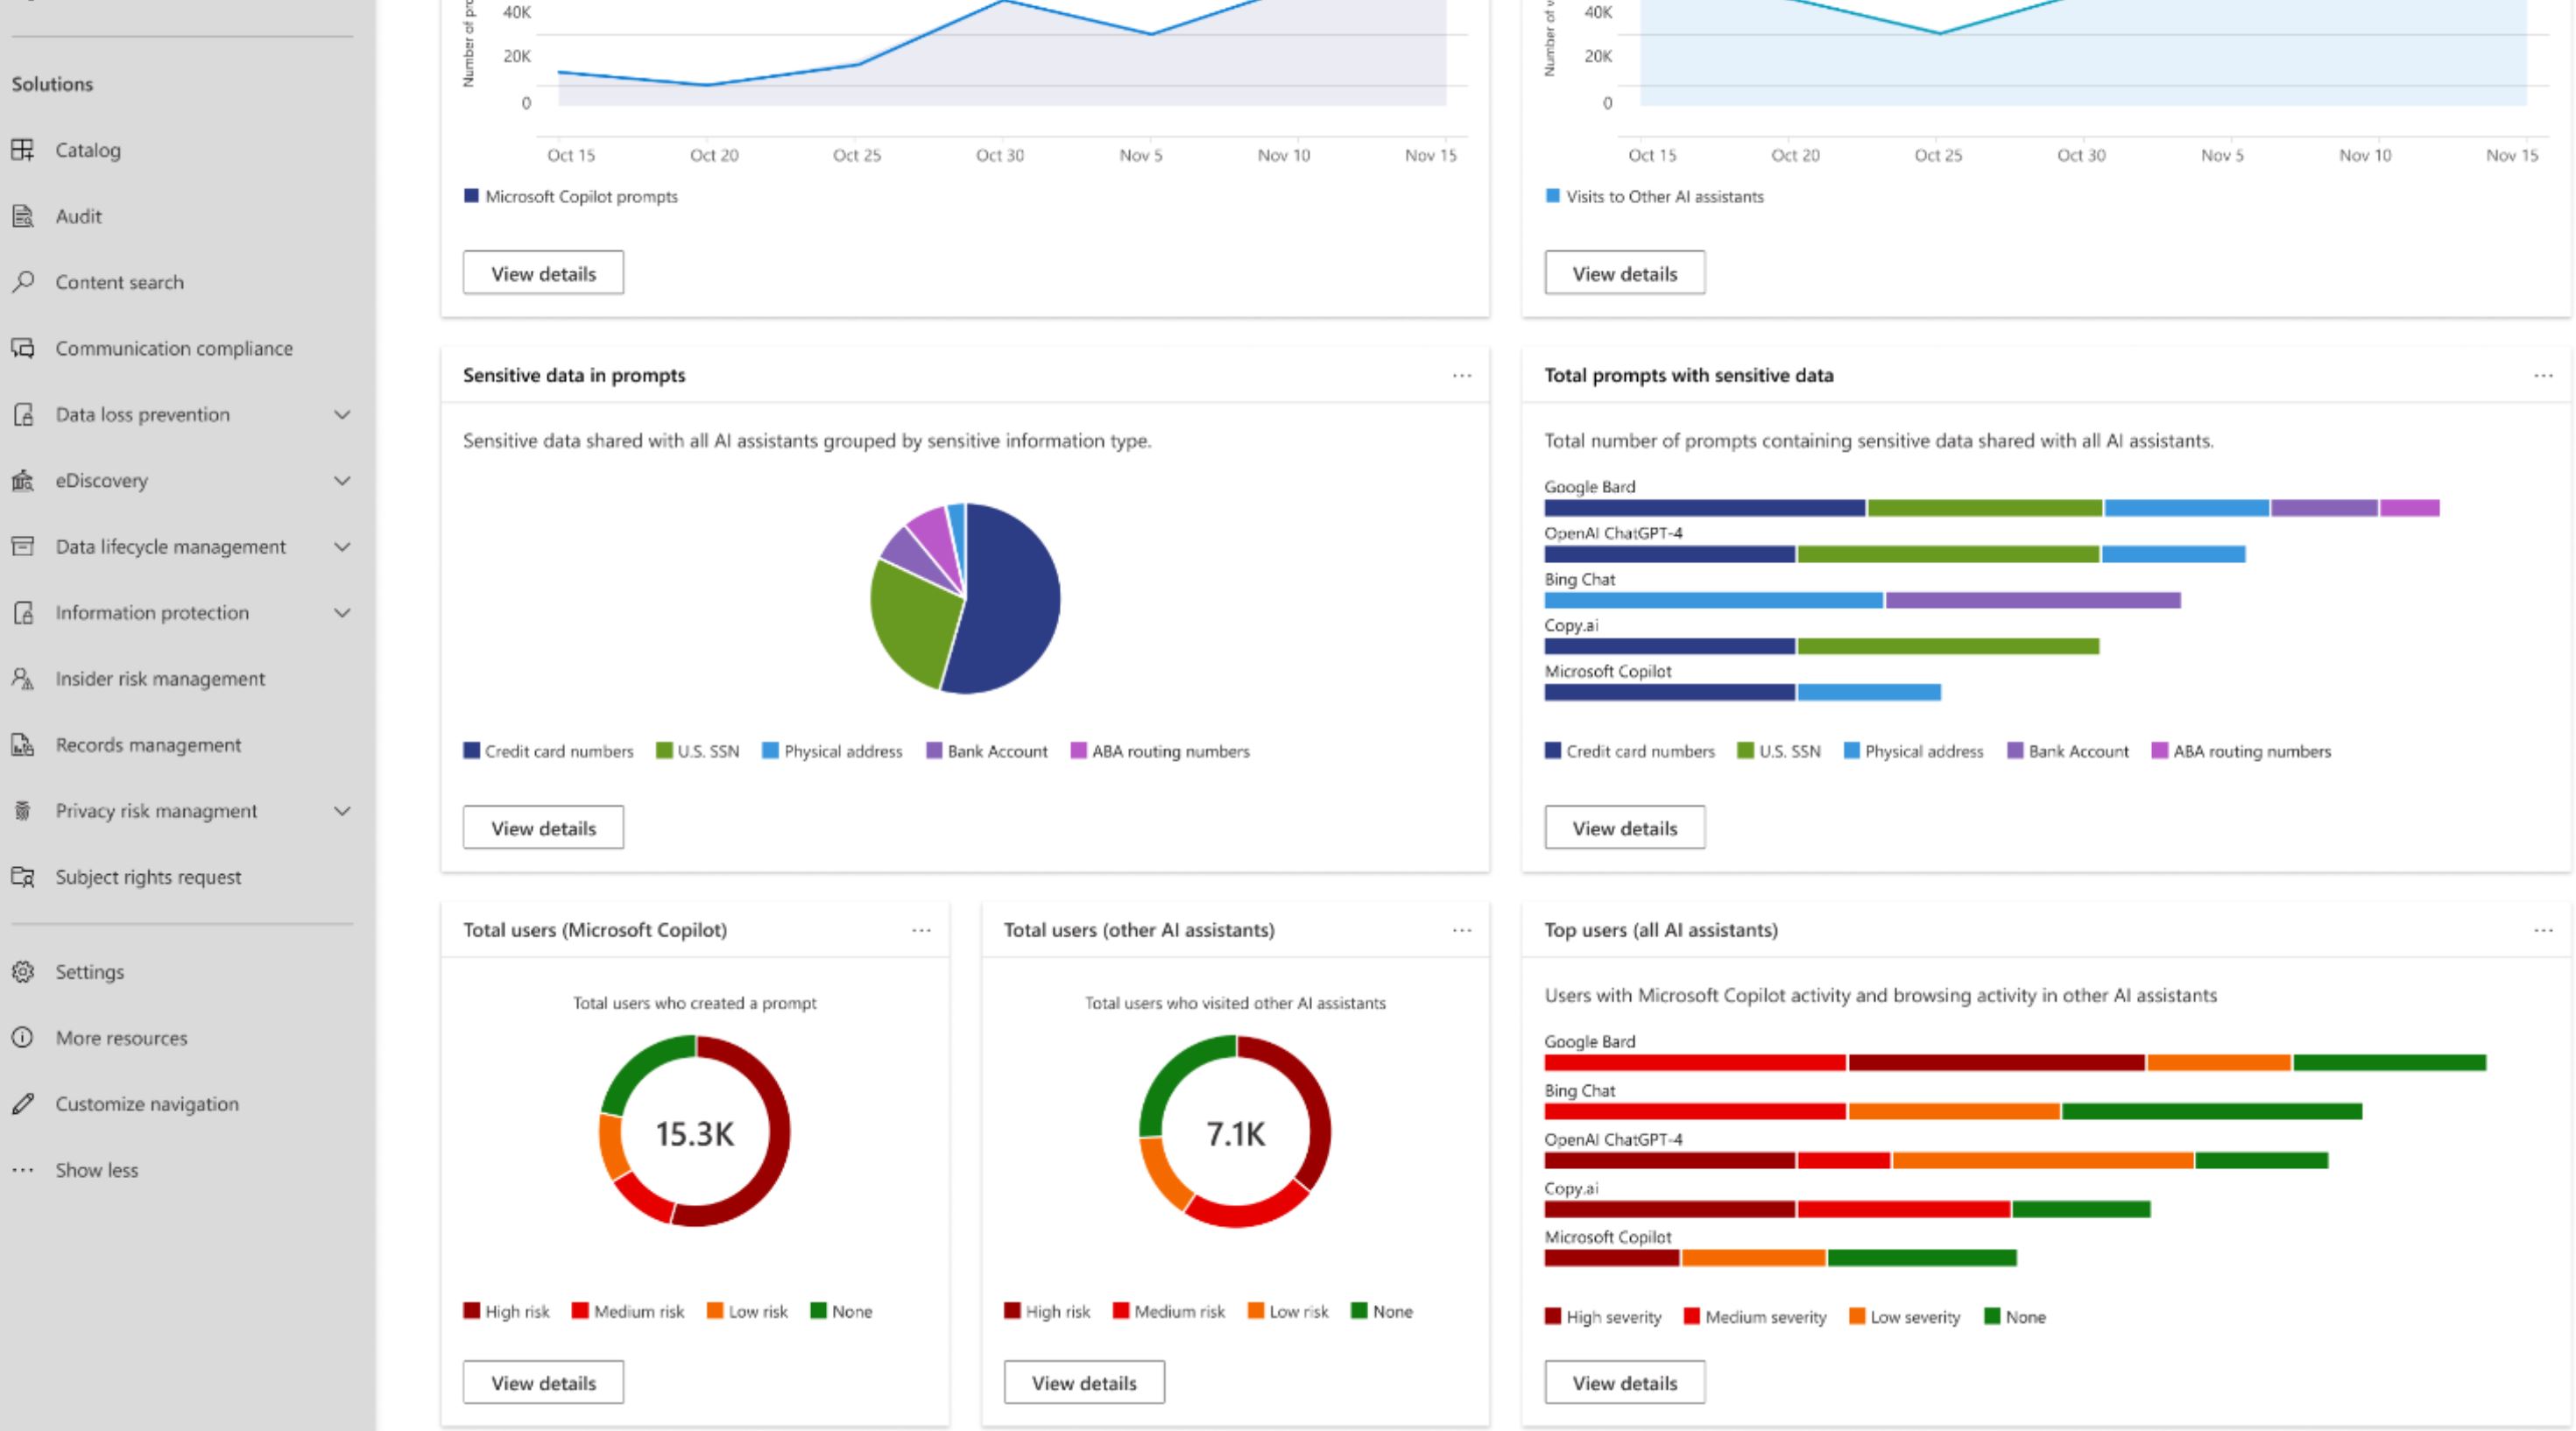 Solutions
Catalog
Audit
Content search
Communication compliance
Data loss prevention
eDiscovery
Data lifecycle management
Information protection
Insider risk management
Records management
Privacy risk managment
Subject rights request
Settings
More resources
Customize navigation
Show less
Number of
40K
20K
0
Oct 15 Oct 20 Oct 25 Oct 30 Nov 5 Nov 10 Nov 15
Microsoft Copilot prompts
View details
Number of
40K
20K
0
Oct 15 Oct 20 Oct 25 Oct 30 Nov 5 Nov 10 Nov 15
Visits to Other AI assistants
View details
Sensitive data in prompts
Sensitive data shared with all AI assistants grouped by sensitive information type.
Credit card numbers U.S. SSN Physical address Bank Account ABA routing numbers
View details
Total prompts with sensitive data
Total number of prompts containing sensitive data shared with all AI assistants.
Google Bard
OpenAI ChatGPT-4
Bing Chat
Copy.ai
Microsoft Copilot
Credit card numbers U.S. SSN Physical address Bank Account ABA routing numbers
View details
Total users (Microsoft Copilot)
Total users who created a prompt
15.3K
High risk Medium risk Low risk None
View details
Total users (other AI assistants)
Total users who visited other AI assistants
7.1K
High risk Medium risk Low risk None
View details
Top users (all AI assistants)
Users with Microsoft Copilot activity and browsing activity in other AI assistants
Google Bard
Bing Chat
OpenAI ChatGPT-4
Copy.ai
Microsoft Copilot
High severity Medium severity Low severity None
View details